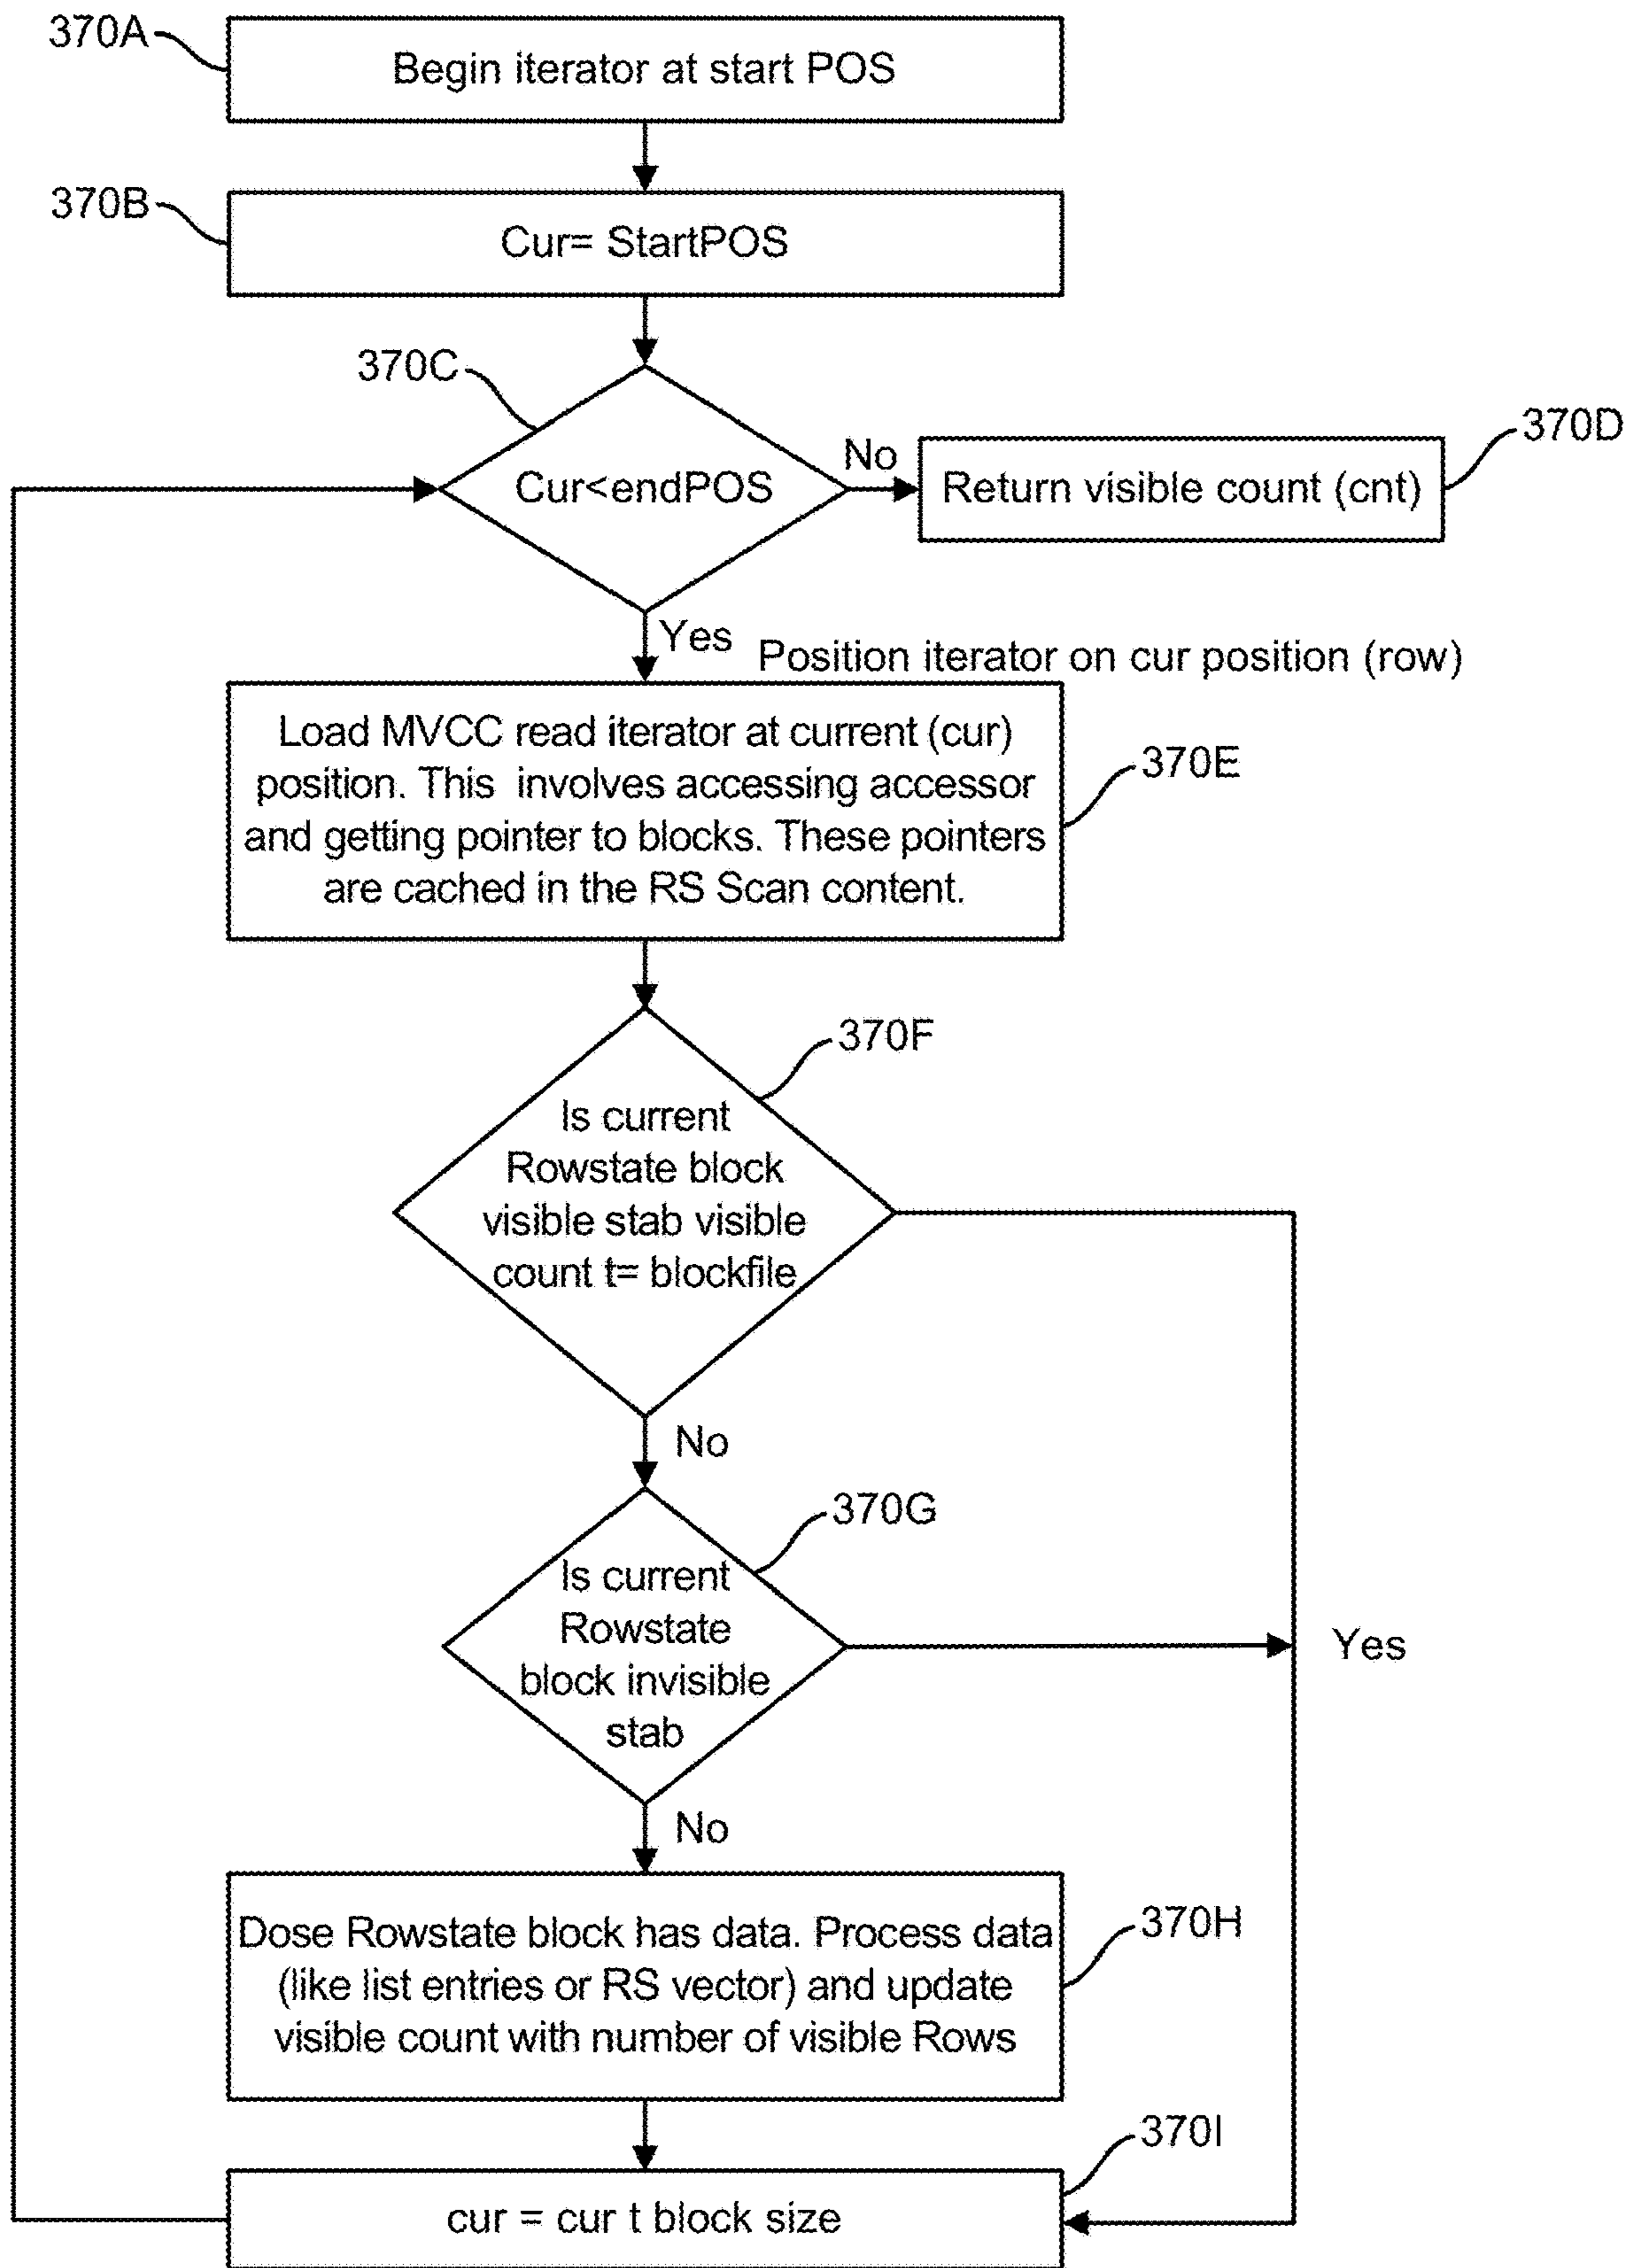 370A
Begin iterator at start POS
370B
Cur= StartPOS
370C
Cur<endPOS
No
Return visible count (cnt)
370D
Yes
Position iterator on cur position (row)
Load MVCC read iterator at current (cur)
position. This involves accessing accessor
and getting pointer to blocks. These pointers
are cached in the RS Scan content.
370E
370F
Is current
Rowstate block
visible stab visible
count t= blockfile
No
370G
Is current
Rowstate
block invisible
stab
Yes
No
Dose Rowstate block has data. Process data
(like list entries or RS vector) and update
visible count with number of visible Rows
370H
370I
cur = cur t block size